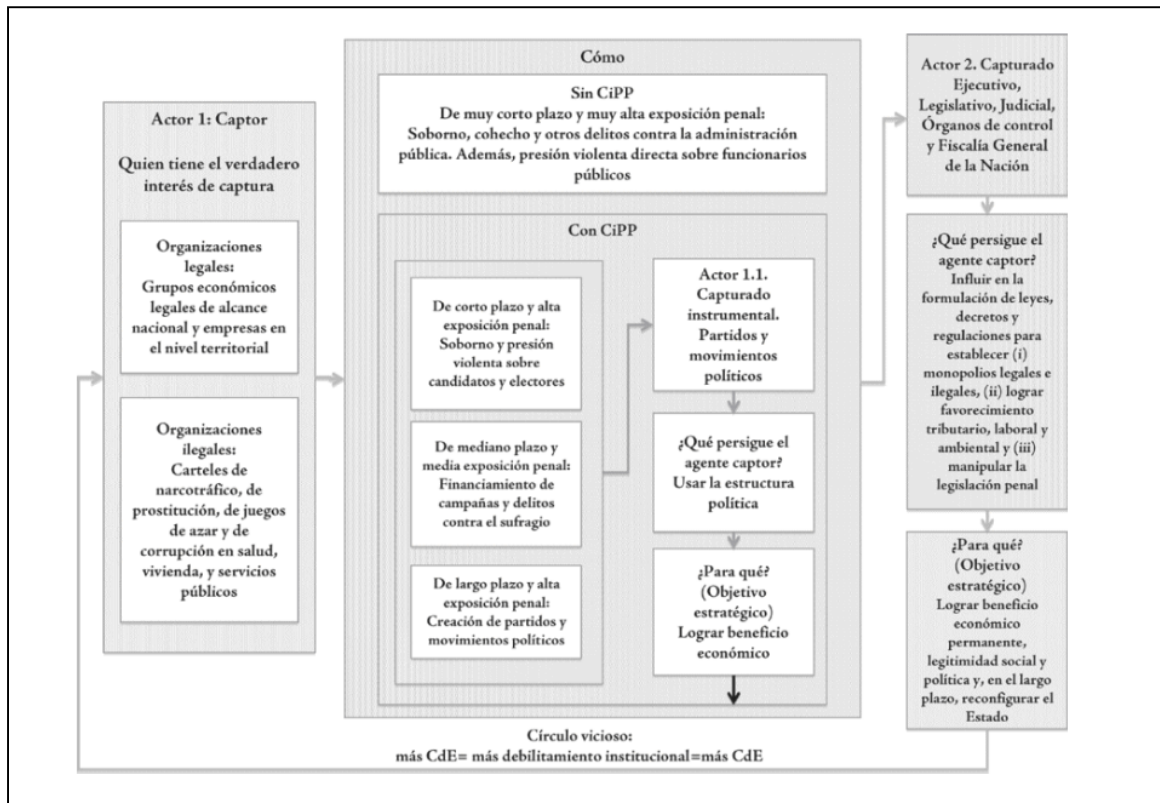 Actor 1: Captor
Quien tiene el verdadero
interés de captura
Organizaciones
legales:
Grupos económicos
legales de alcance
nacional y empresas en
el nivel territorial
Organizaciones
ilegales:
Carteles de
narcotráfico, de
prostitución, de juegos
de azar y de
corrupción en salud,
vivienda, y servicios
públicos
Cómo
Sin CiPP
De muy corto plazo y muy alta exposición penal:
Soborno, cohecho y otros delitos contra la administración
pública. Además, presión violenta directa sobre funcionarios
públicos
Con CiPP
De corto plazo y alta
exposición penal:
Soborno y presión
violenta sobre
candidatos y electores
De mediano plazo y
media exposición penal:
Financiamiento de
campañas y delitos
contra el sufragio
De largo plazo y alta
exposición penal:
Creación de partidos y
movimientos políticos
Actor 1.1.
Capturado
instrumental.
Partidos y
movimientos
políticos
¿Qué persigue el
agente captor?
Usar la estructura
política
¿Para qué?
(Objetivo
estratégico)
Lograr beneficio
económico
Actor 2. Capturado
Ejecutivo,
Legislativo, Judicial,
Órganos de control
y Fiscalía General
de la Nación
¿Qué persigue el
agente captor?
Influir en la
formulación de leyes,
decretos y
regulaciones para
establecer (i)
monopolios legales e
ilegales, (ii) lograr
favorecimiento
tributario, laboral y
ambiental y (iii)
manipular la
legislación penal
¿Para qué?
(Objetivo
estratégico)
Lograr beneficio
económico
permanente,
legitimidad social y
política y, en el largo
plazo, reconfigurar el
Estado
Círculo vicioso:
más CdE= más debilitamiento institucional=más CdE